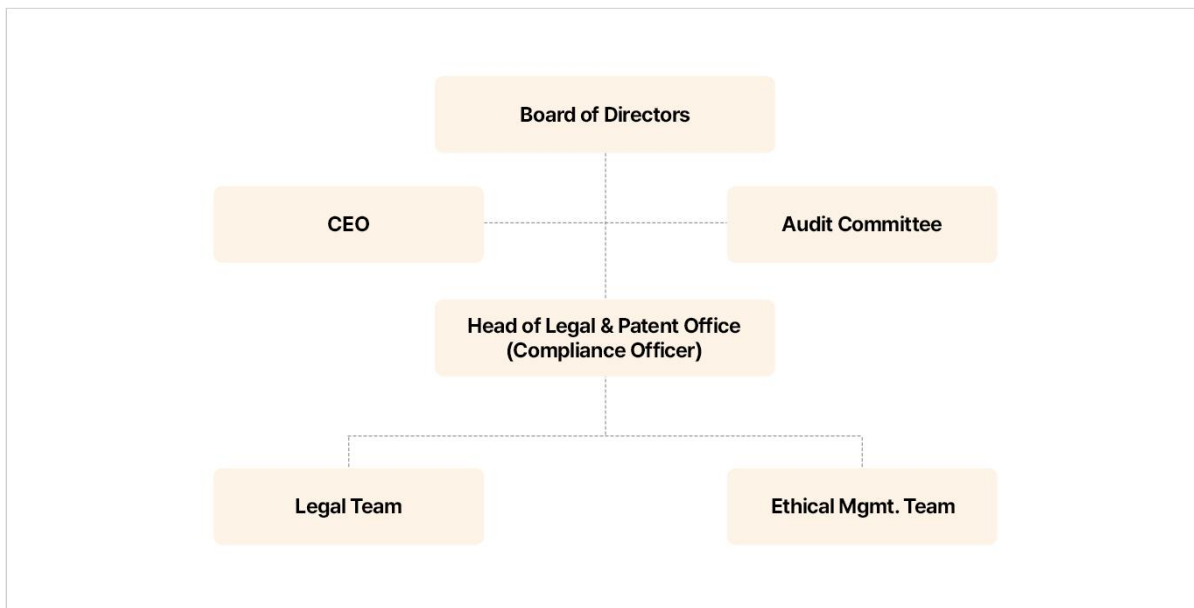 Board of Directors
CEO
Audit Committee
Head of Legal & Patent Office
(Compliance Officer)
Legal Team
Ethical Mgmt. Team